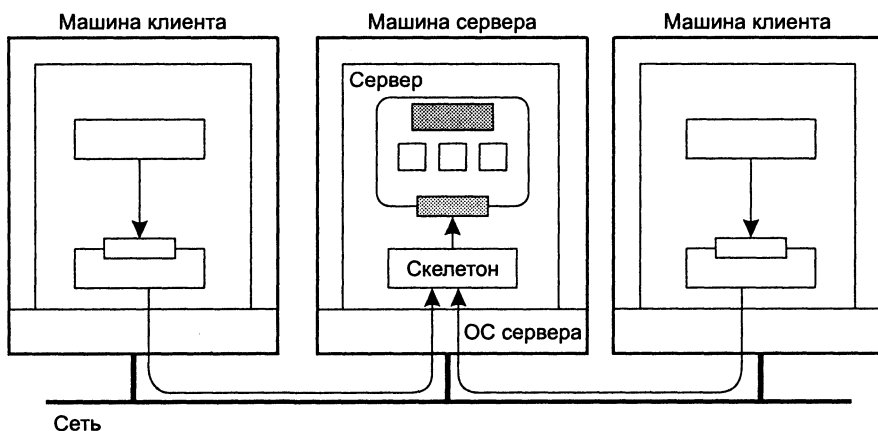 Машина клиента
Машина сервера
Машина клиента
Сервер
Скелетон
ОС сервера
Сеть